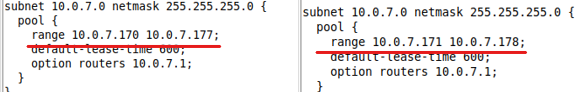 subnet 10.0.7.0 netmask 255.255.255.0 {
pool {
range 10.0.7.170 10.0.7.177;
default-lease-time 600;
option routers 10.0.7.1;
}
}
subnet 10.0.7.0 netmask 255.255.255.0 {
pool {
range 10.0.7.171 10.0.7.178;
default-lease-time 600;
option routers 10.0.7.1;
}
}